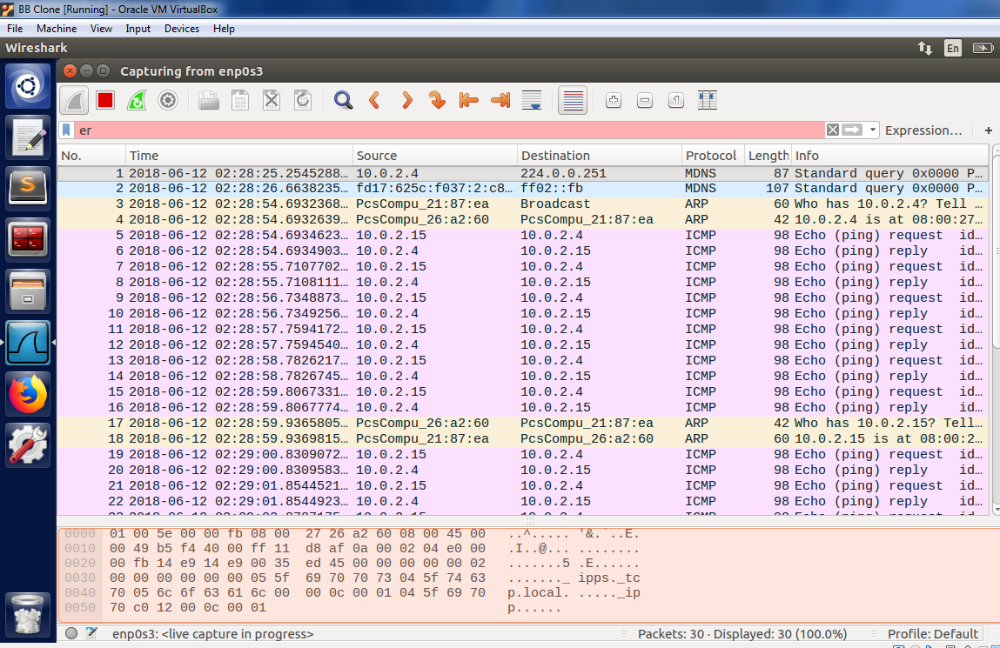 BB Clone [Running] - Oracle VM VirtualBox
File Machine View Input Devices Help
Wireshark En
Capturing from enp0s3
er Expression… +
No. Time Source Destination Protocol Length Info
1 2018-06-12 02:28:25.2545288… 10.0.2.4 224.0.0.251 MDNS 87 Standard query 0x0000 P…
2 2018-06-12 02:28:26.6638235… fd17:625c:f037:2:c8… ff02::fb MDNS 107 Standard query 0x0000 P…
3 2018-06-12 02:28:54.6932368… PcsCompu_21:87:ea Broadcast ARP 60 Who has 10.0.2.4? Tell …
4 2018-06-12 02:28:54.6932639… PcsCompu_26:a2:60 PcsCompu_21:87:ea ARP 42 10.0.2.4 is at 08:00:27…
5 2018-06-12 02:28:54.6934623… 10.0.2.15 10.0.2.4 ICMP 98 Echo (ping) request id…
6 2018-06-12 02:28:54.6934903… 10.0.2.4 10.0.2.15 ICMP 98 Echo (ping) reply id…
7 2018-06-12 02:28:55.7107702… 10.0.2.15 10.0.2.4 ICMP 98 Echo (ping) request id…
8 2018-06-12 02:28:55.7108111… 10.0.2.4 10.0.2.15 ICMP 98 Echo (ping) reply id…
9 2018-06-12 02:28:56.7348873… 10.0.2.15 10.0.2.4 ICMP 98 Echo (ping) request id…
10 2018-06-12 02:28:56.7349256… 10.0.2.4 10.0.2.15 ICMP 98 Echo (ping) reply id…
11 2018-06-12 02:28:57.7594172… 10.0.2.15 10.0.2.4 ICMP 98 Echo (ping) request id…
12 2018-06-12 02:28:57.7594540… 10.0.2.4 10.0.2.15 ICMP 98 Echo (ping) reply id…
13 2018-06-12 02:28:58.7826217… 10.0.2.15 10.0.2.4 ICMP 98 Echo (ping) request id…
14 2018-06-12 02:28:58.7826745… 10.0.2.4 10.0.2.15 ICMP 98 Echo (ping) reply id…
15 2018-06-12 02:28:59.8067331… 10.0.2.15 10.0.2.4 ICMP 98 Echo (ping) request id…
16 2018-06-12 02:28:59.8067774… 10.0.2.4 10.0.2.15 ICMP 98 Echo (ping) reply id…
17 2018-06-12 02:28:59.9365805… PcsCompu_26:a2:60 PcsCompu_21:87:ea ARP 42 Who has 10.0.2.15? Tell…
18 2018-06-12 02:28:59.9369815… PcsCompu_21:87:ea PcsCompu_26:a2:60 ARP 60 10.0.2.15 is at 08:00:2…
19 2018-06-12 02:29:00.8309072… 10.0.2.15 10.0.2.4 ICMP 98 Echo (ping) request id…
20 2018-06-12 02:29:00.8309583… 10.0.2.4 10.0.2.15 ICMP 98 Echo (ping) reply id…
21 2018-06-12 02:29:01.8544521… 10.0.2.15 10.0.2.4 ICMP 98 Echo (ping) request id…
22 2018-06-12 02:29:01.8544923… 10.0.2.4 10.0.2.15 ICMP 98 Echo (ping) reply id…
0000 01 00 5e 00 00 fb 08 00 27 26 a2 60 08 00 45 00 ..^..... '&.`..E.
0010 00 49 b5 f4 40 00 ff 11 d8 af 0a 00 02 04 e0 00 .I..@... ........
0020 00 fb 14 e9 14 e9 00 35 ed 45 00 00 00 00 00 02 .......5 .E......
0030 00 00 00 00 00 00 05 5f 69 70 70 73 04 5f 74 63 ......._ ipps._tc
0040 70 05 6c 6f 63 61 6c 00 00 0c 00 01 04 5f 69 70 p.local. ....._ip
0050 70 c0 12 00 0c 00 01 p......
enp0s3: <live capture in progress> Packets: 30 · Displayed: 30 (100.0%) Profile: Default